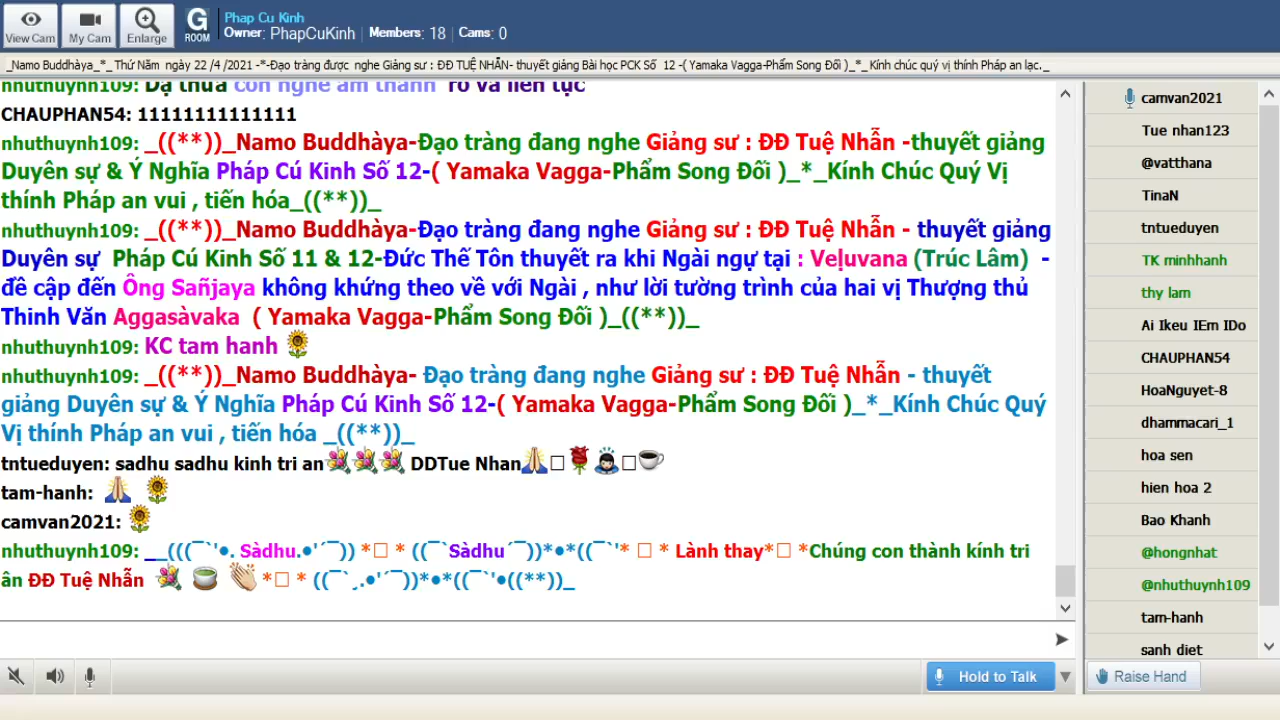 View Cam
My Cam
Enlarge
G
ROOM
Phap Cu Kinh
Owner: PhapCuKinh | Members: 18 | Cams: 0
_Namo Buddhàya_*_ Thứ Năm ngày 22 /4 /2021 -*-Đạo tràng được nghe Giảng sư : ĐĐ TUỆ NHẪN- thuyết giảng Bài học PCK Số 12 -( Yamaka Vagga-Phẩm Song Đối )_*_Kính chúc quý vị thính Pháp an lạc._
nhuthuynh109: Dạ thưa con nghe âm thanh rõ và liên tục
CHAUPHAN54: 11111111111111
nhuthuynh109: _((**))_Namo Buddhàya-Đạo tràng đang nghe Giảng sư : ĐĐ Tuệ Nhẫn -thuyết giảng
Duyên sự & Ý Nghĩa Pháp Cú Kinh Số 12-( Yamaka Vagga-Phẩm Song Đối )_*_Kính Chúc Quý Vị
thính Pháp an vui , tiến hóa_((**))_
nhuthuynh109: _((**))_Namo Buddhàya-Đạo tràng đang nghe Giảng sư : ĐĐ Tuệ Nhẫn - thuyết giảng
Duyên sự Pháp Cú Kinh Số 11 & 12-Đức Thế Tôn thuyết ra khi Ngài ngự tại : Veḷuvana (Trúc Lâm) -
đề cập đến Ông Sañjaya không khứng theo về với Ngài , như lời tường trình của hai vị Thượng thủ
Thinh Văn Aggasàvaka ( Yamaka Vagga-Phẩm Song Đối )_((**))_
nhuthuynh109: KC tam hanh 🌻
nhuthuynh109: _((**))_Namo Buddhàya- Đạo tràng đang nghe Giảng sư : ĐĐ Tuệ Nhẫn - thuyết
giảng Duyên sự & Ý Nghĩa Pháp Cú Kinh Số 12-( Yamaka Vagga-Phẩm Song Đối )_*_Kính Chúc Quý
Vị thính Pháp an vui , tiến hóa _((**))_
tntueduyen: sadhu sadhu kinh tri an💐💐💐 DDTue Nhan🙏□🌹🙇□☕
tam-hanh: 🙏 🌻
camvan2021: 🌻
nhuthuynh109: __(((¯`'•. Sàdhu.•'´¯)) *□ * ((¯`Sàdhu´¯))*•*((¯`'* □ * Lành thay*□ *Chúng con thành kính tri
ân ĐĐ Tuệ Nhẫn 💐 🍵 👏 *□ * ((¯`¸.•'´¯))*•*((¯`'•((**))_
Hold to Talk
camvan2021
Tue nhan123
@vatthana
TinaN
tntueduyen
TK minhhanh
thy lam
Ai Ikeu IEm IDo
CHAUPHAN54
HoaNguyet-8
dhammacari_1
hoa sen
hien hoa 2
Bao Khanh
@hongnhat
@nhuthuynh109
tam-hanh
sanh diet
Raise Hand